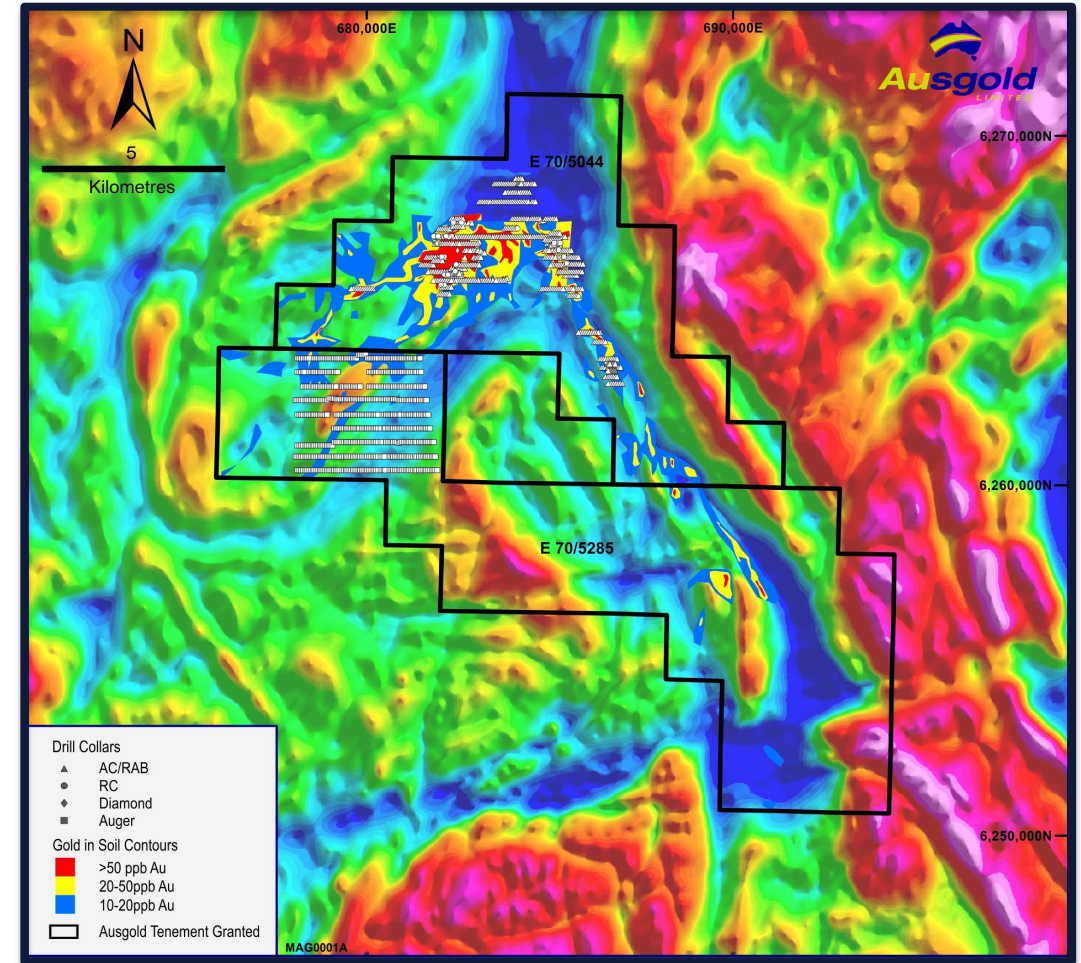 680,000E
690,000E
N
Ausgold
LIMITED
6,270,000N
5
Kilometres
E 70/5044
6,260,000N
E 70/5285
Drill Collars
AC/RAB
RC
Diamond
Auger
Gold in Soil Contours
>50 ppb Au
20-50ppb Au
10-20ppb Au
Ausgold Tenement Granted
6,250,000N
MAG0001A